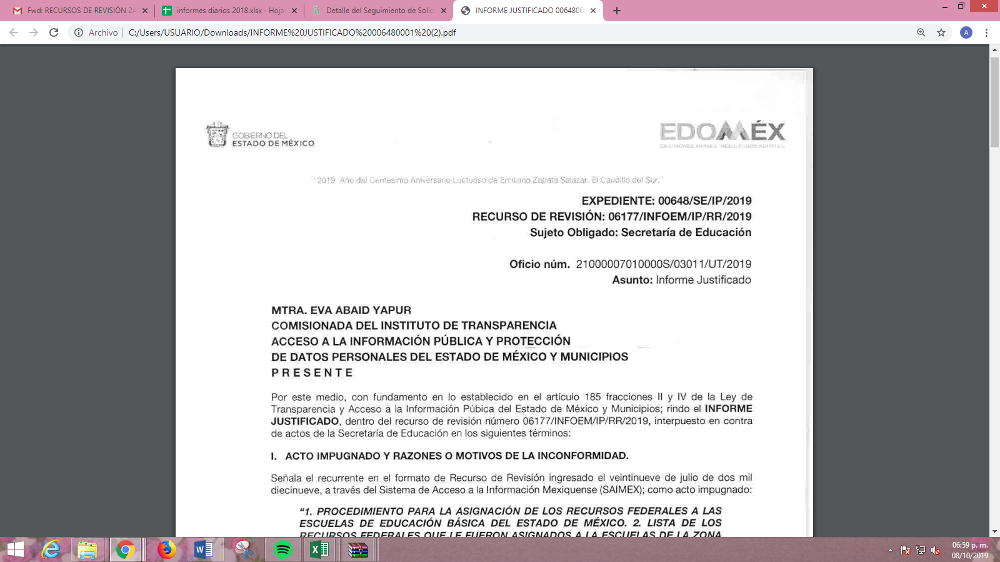 Fwd: RECURSOS DE REVISIÓN 2A
informes diarios 2018.xlsx - Hoja
Detalle del Seguimiento de Solic
INFORME JUSTIFICADO 0064800
Archivo
C:/Users/USUARIO/Downloads/INFORME%20JUSTIFICADO%20006480001%20(2).pdf
A
GOBIERNO DEL
ESTADO DE MÉXICO
EDOMÉX
DECISIONES FIRMES, RESULTADOS FUERTES.
"2019. Año del Centésimo Aniversario Luctuoso de Emiliano Zapata Salazar. El Caudillo del Sur."
EXPEDIENTE: 00648/SE/IP/2019
RECURSO DE REVISIÓN: 06177/INFOEM/IP/RR/2019
Sujeto Obligado: Secretaría de Educación
Oficio núm. 21000007010000S/03011/UT/2019
Asunto: Informe Justificado
MTRA. EVA ABAID YAPUR
COMISIONADA DEL INSTITUTO DE TRANSPARENCIA
ACCESO A LA INFORMACIÓN PÚBLICA Y PROTECCIÓN
DE DATOS PERSONALES DEL ESTADO DE MÉXICO Y MUNICIPIOS
P R E S E N T E
Por este medio, con fundamento en lo establecido en el artículo 185 fracciones II y IV de la Ley de
Transparencia y Acceso a la Información Púbica del Estado de México y Municipios; rindo el INFORME
JUSTIFICADO, dentro del recurso de revisión número 06177/INFOEM/IP/RR/2019, interpuesto en contra
de actos de la Secretaría de Educación en los siguientes términos:
I. ACTO IMPUGNADO Y RAZONES O MOTIVOS DE LA INCONFORMIDAD.
Señala el recurrente en el formato de Recurso de Revisión ingresado el veintinueve de julio de dos mil
diecinueve, a través del Sistema de Acceso a la Información Mexiquense (SAIMEX); como acto impugnado:
"1. PROCEDIMIENTO PARA LA ASIGNACIÓN DE LOS RECURSOS FEDERALES A LAS
ESCUELAS DE EDUCACIÓN BÁSICA DEL ESTADO DE MÉXICO. 2. LISTA DE LOS
RECURSOS FEDERALES QUE LE FUERON ASIGNADOS A LA ESCUELAS DE LA ZONA
06:59 p. m.
08/10/2019